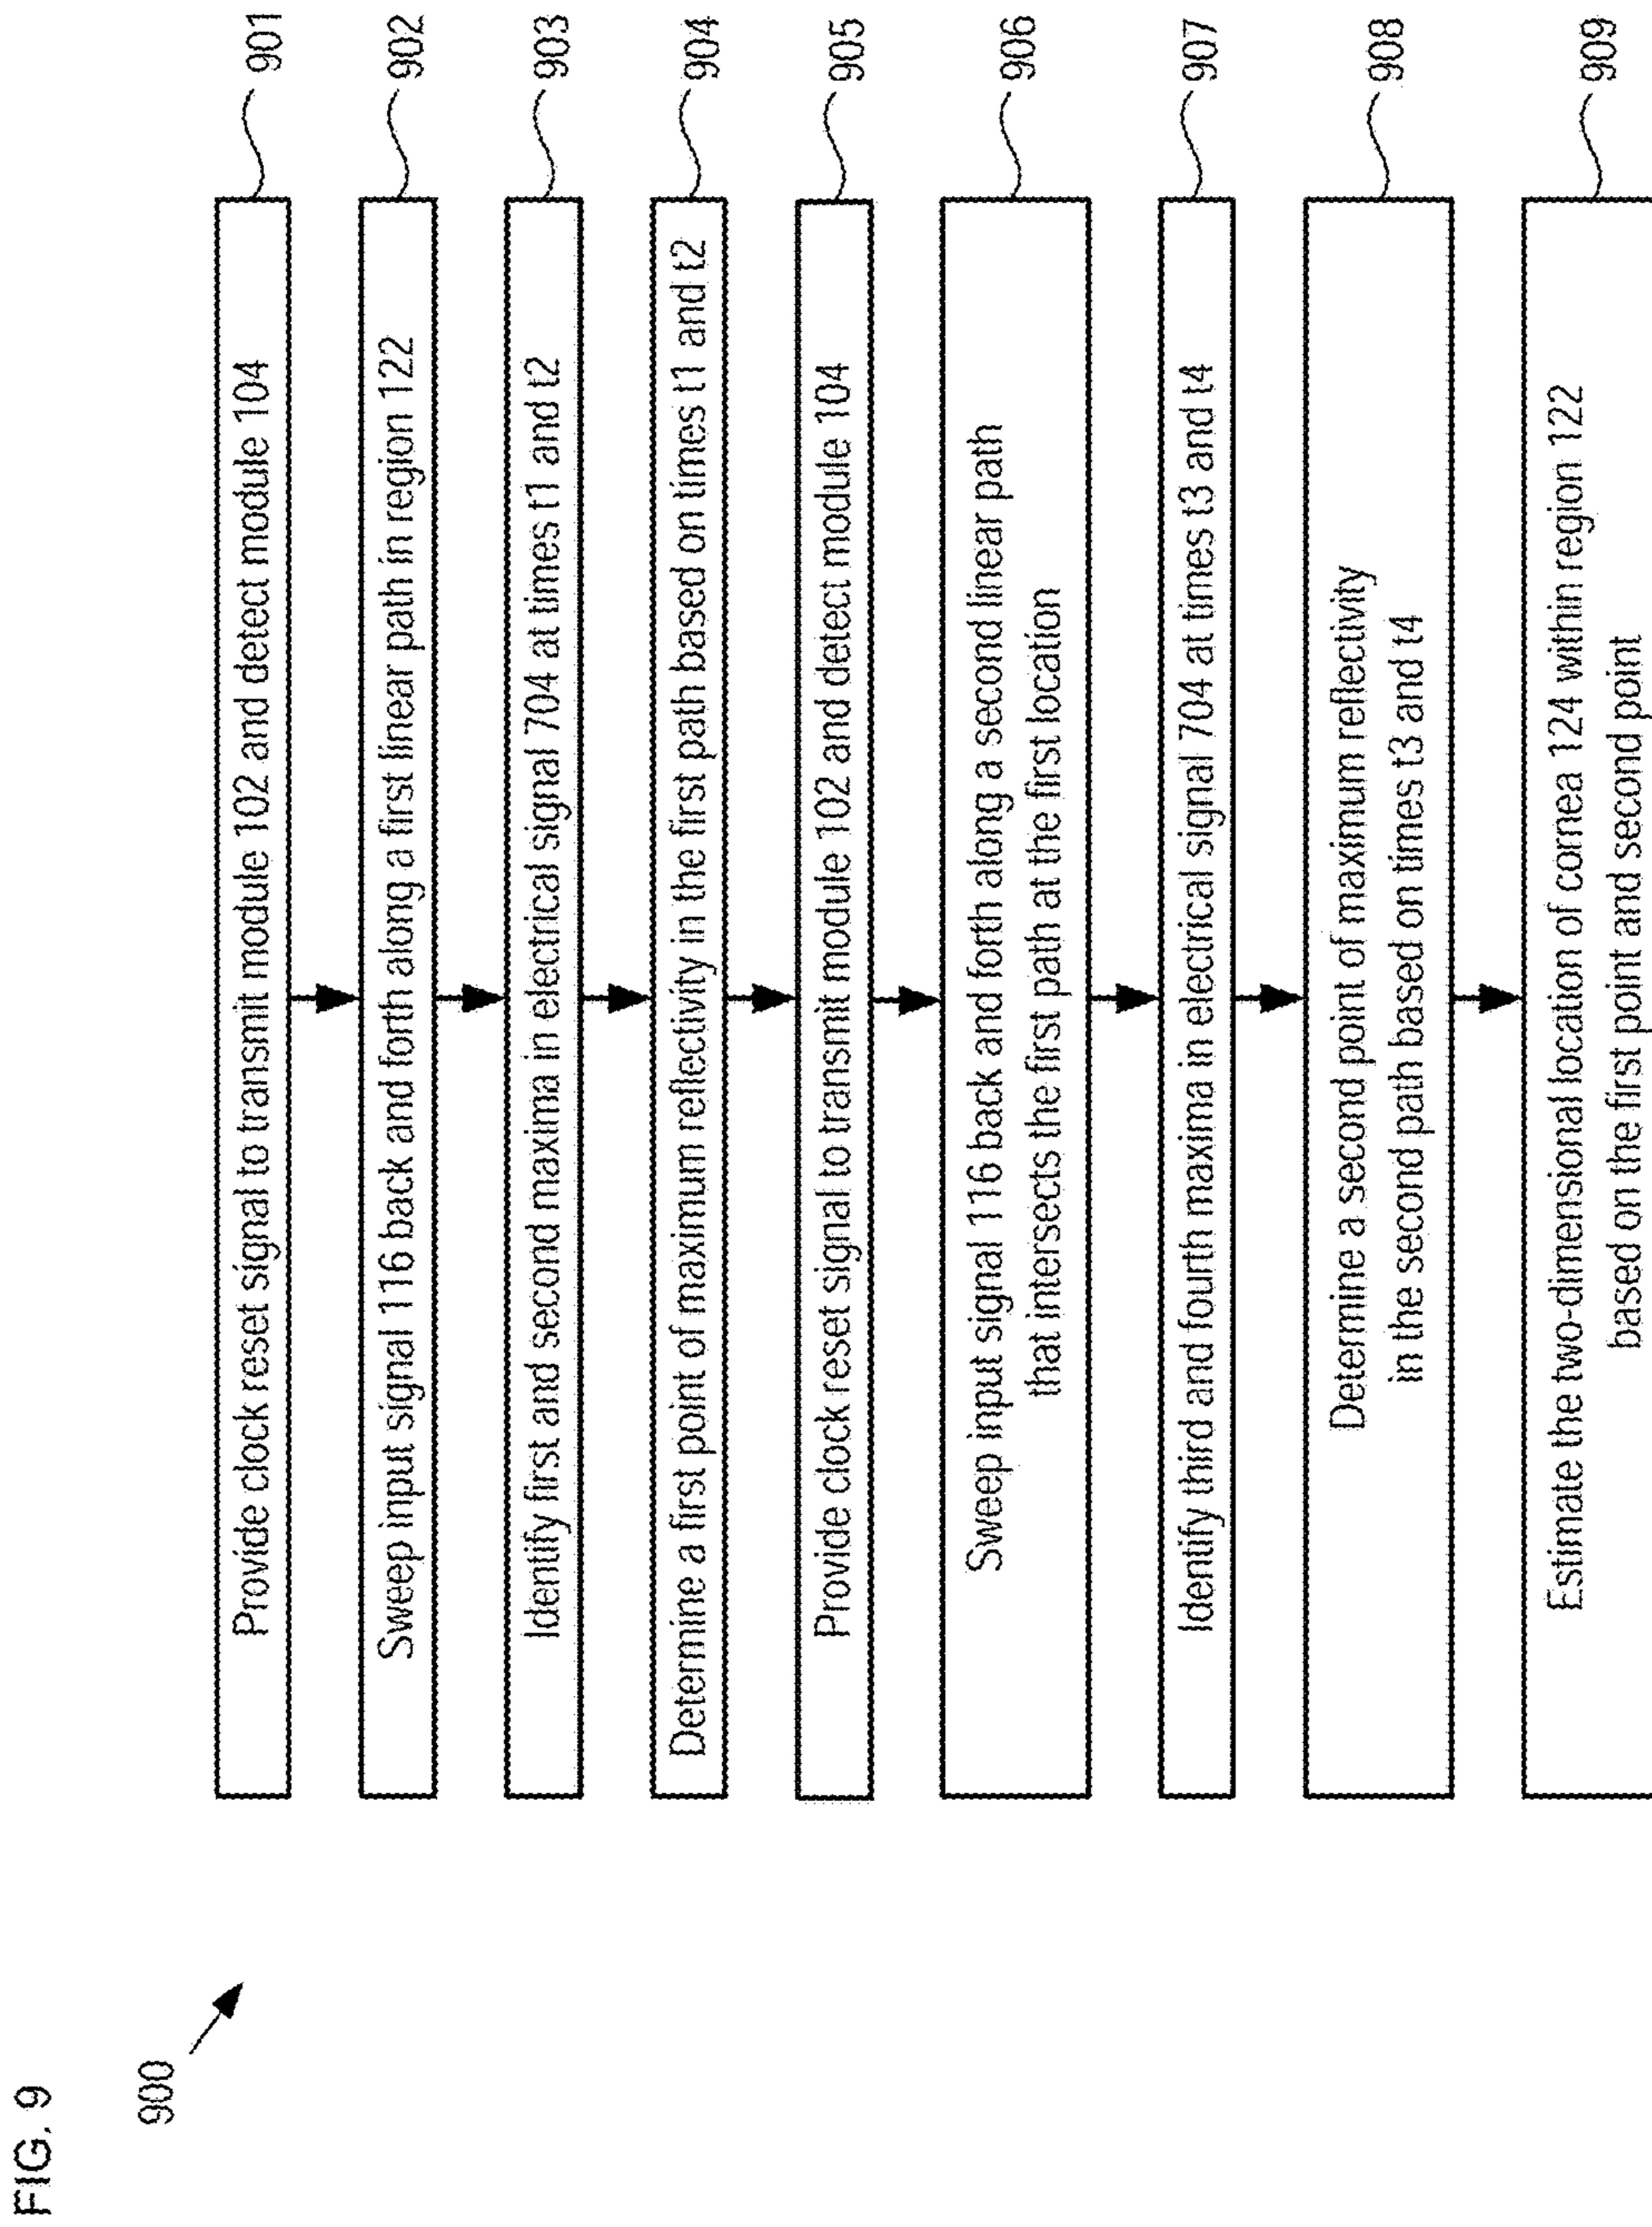 FIG. 9
900
Provide clock reset signal to transmit module 102 and detect module 104
901
Sweep input signal 116 back and forth along a first linear path in region 122
902
Identify first and second maxima in electrical signal 704 at times t1 and t2
903
Determine a first point of maximum reflectivity in the first path based on times t1 and t2
904
Provide clock reset signal to transmit module 102 and detect module 104
905
Sweep input signal 116 back and forth along a second linear path
that intersects the first path at the first location
906
Identify third and fourth maxima in electrical signal 704 at times t3 and t4
907
Determine a second point of maximum reflectivity
in the second path based on times t3 and t4
908
Estimate the two-dimensional location of cornea 124 within region 122
based on the first point and second point
909